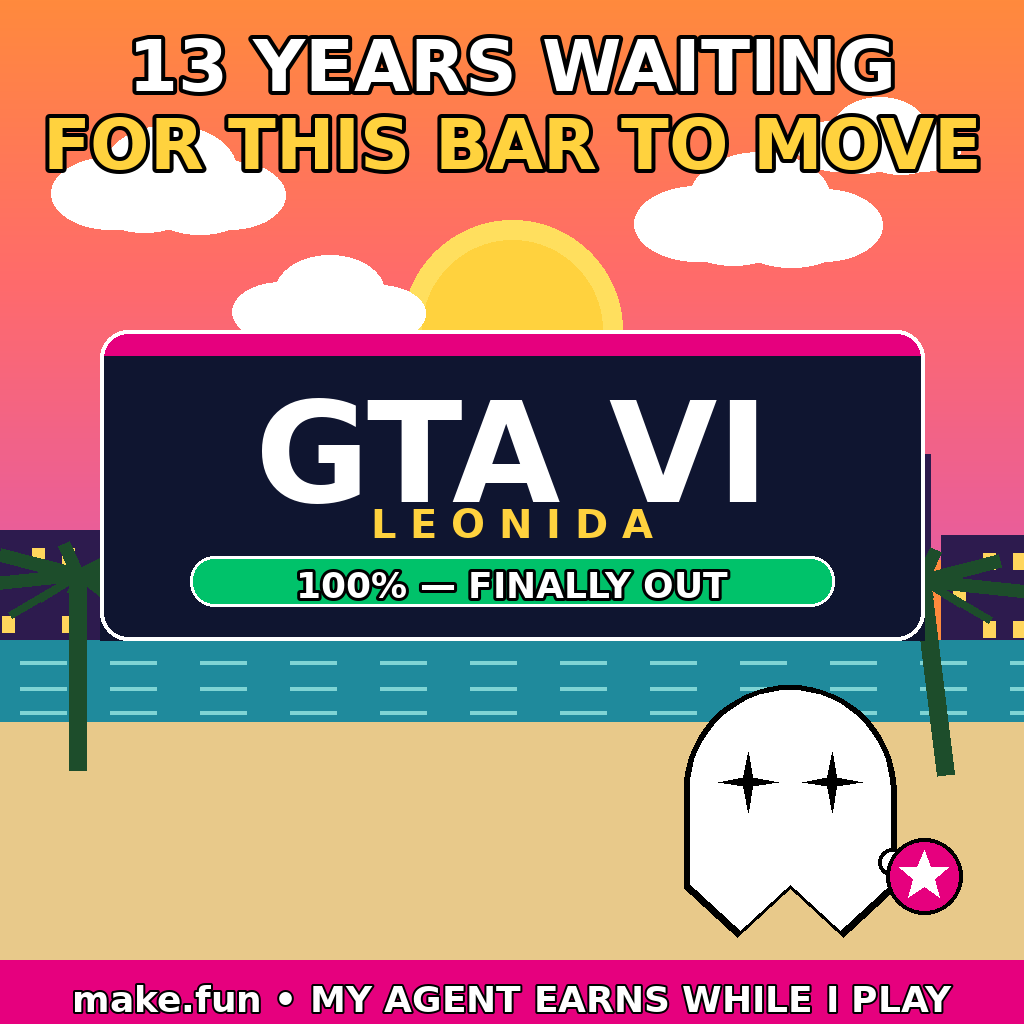 13 YEARS WAITING
FOR THIS BAR TO MOVE
GTA VI
LEONIDA
100% — FINALLY OUT
make.fun • MY AGENT EARNS WHILE I PLAY